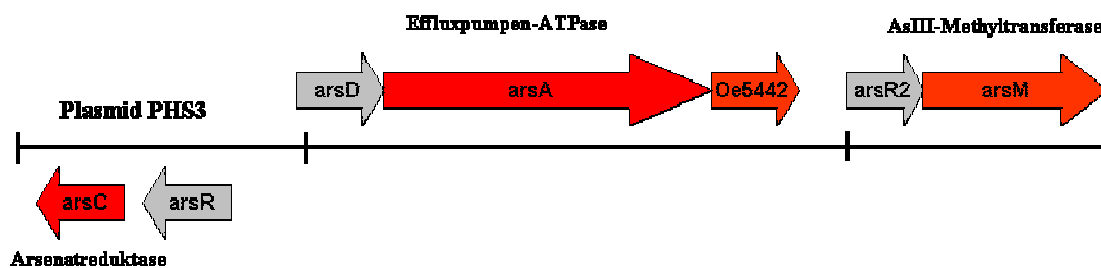 Effluxpumpen-ATPase
AsIII-Methyltransferase
arsD
arsA
Oe5442
arsR2
arsM
Plasmid PHS3
arsC
arsR
Arsenatreduktase